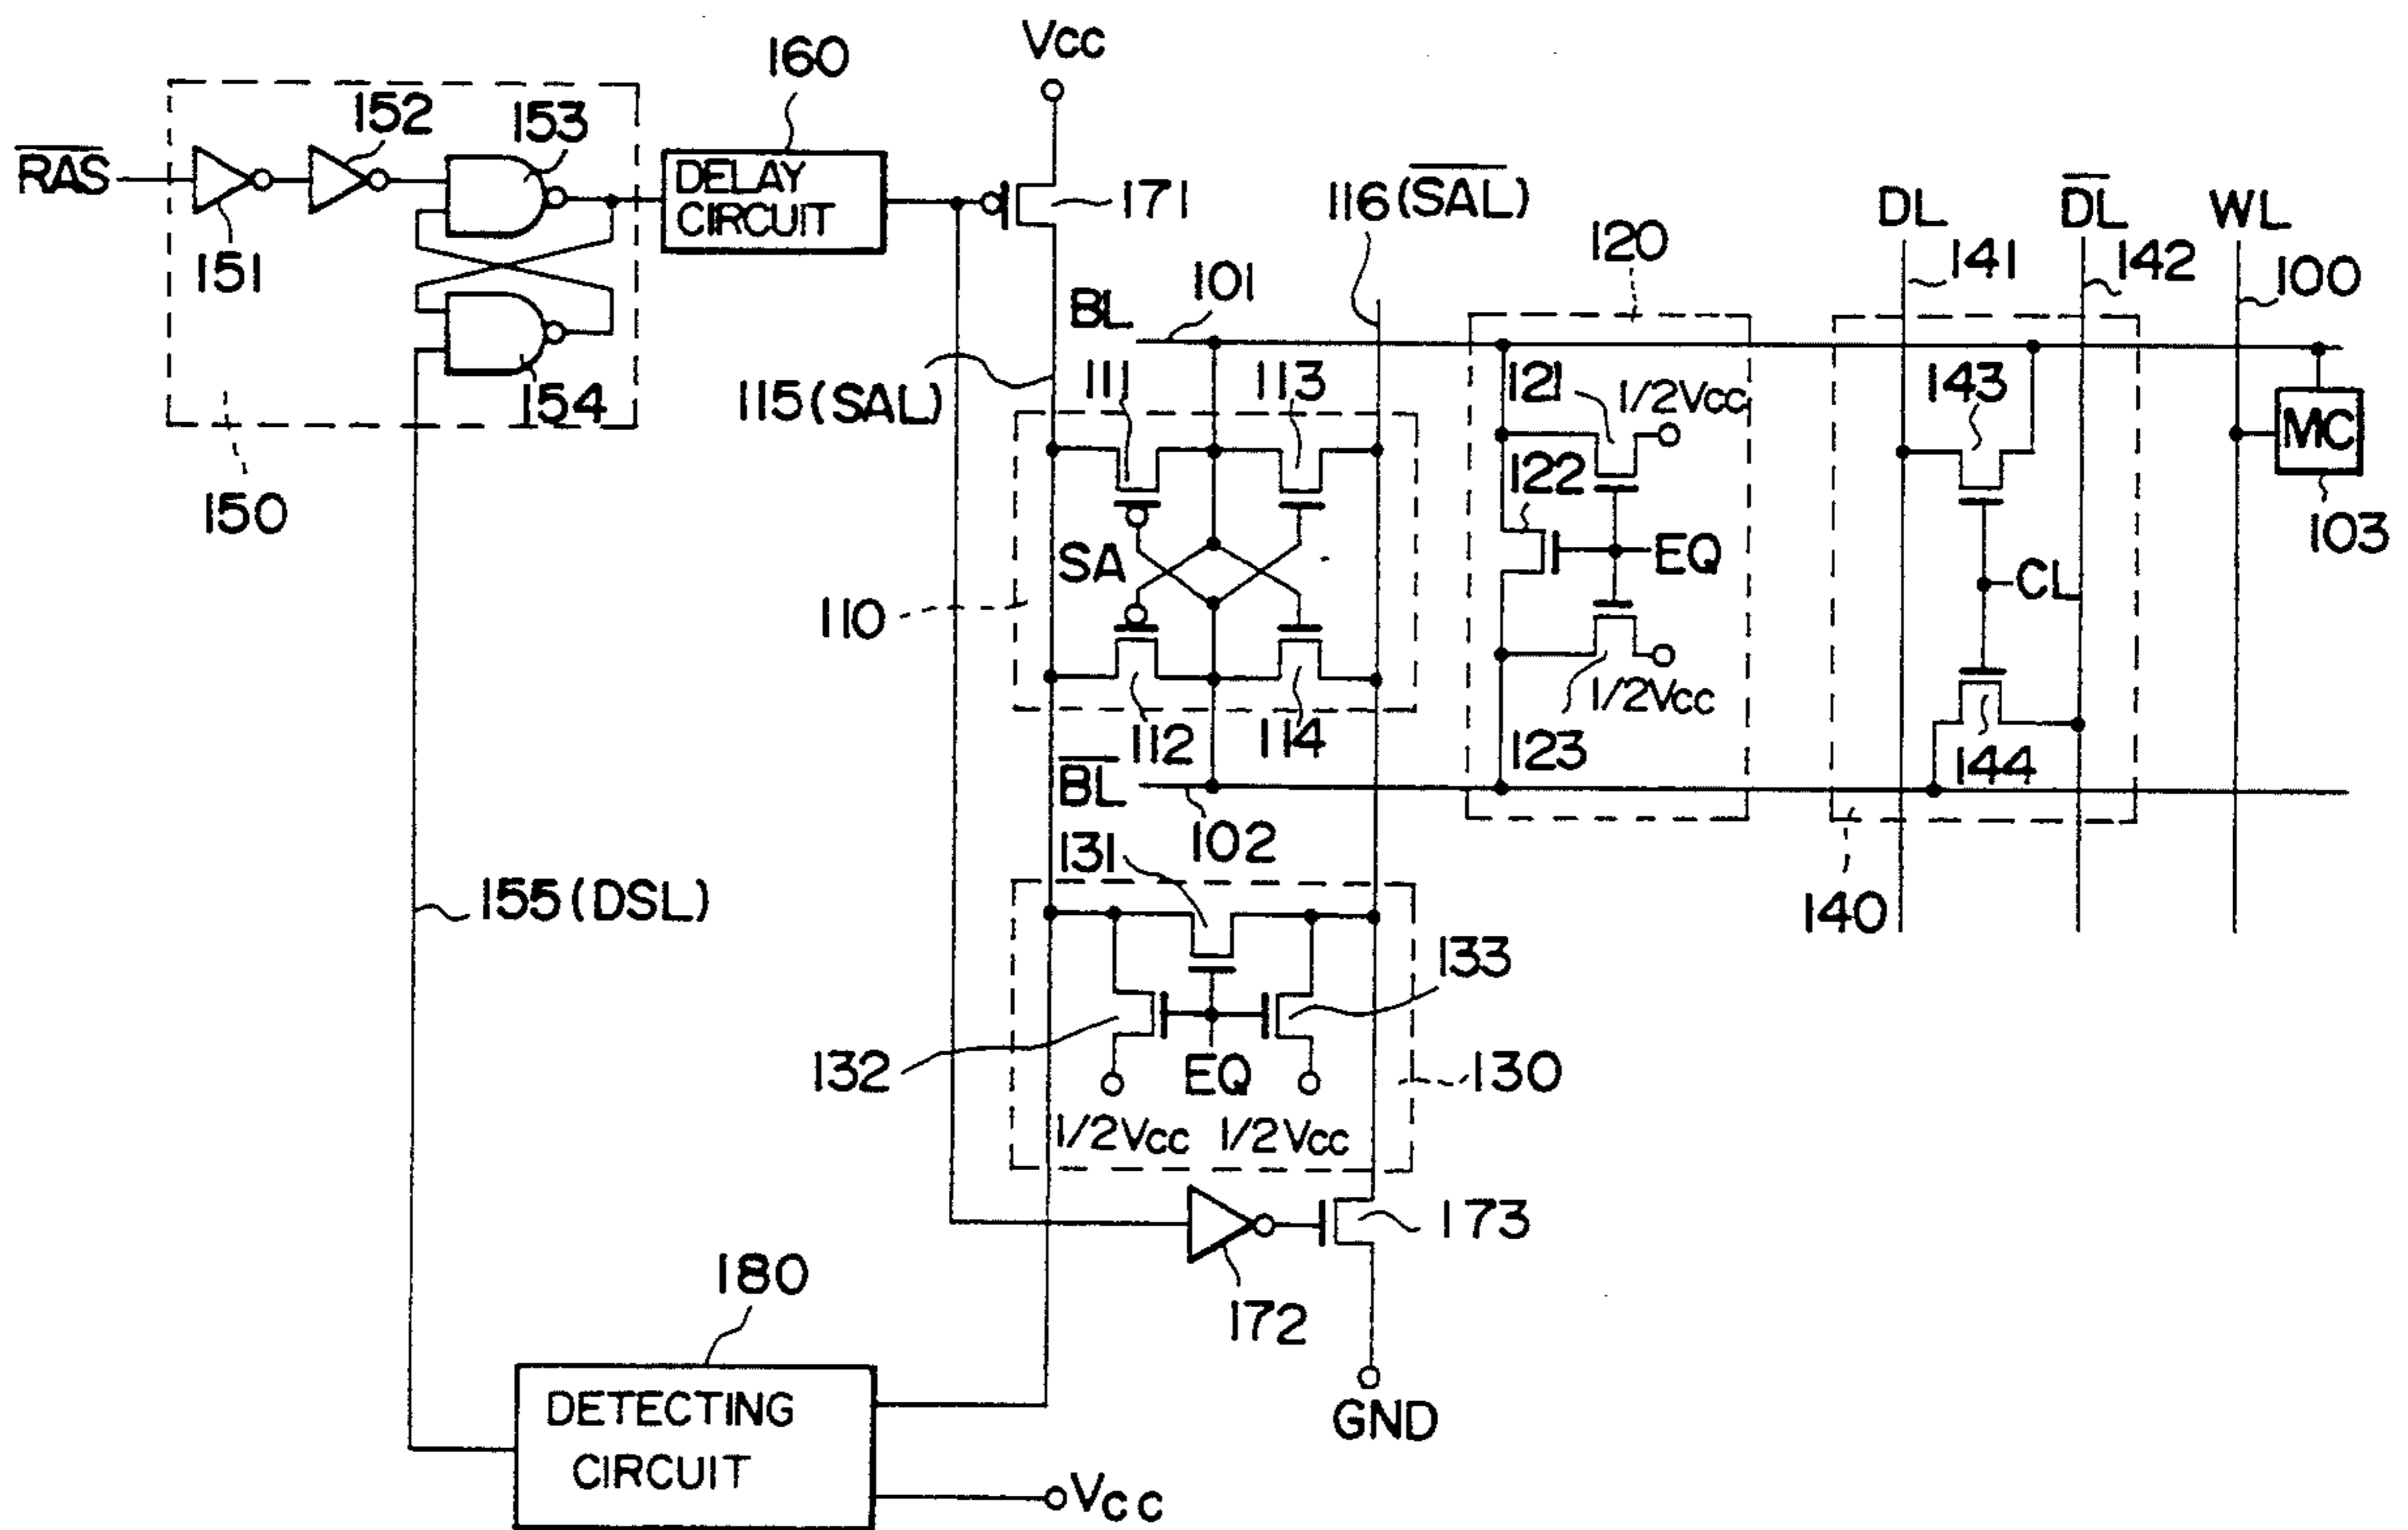 Vcc
160
152
153
RAS
DELAY
CIRCUIT
171
116(SAL)
DL
DL
WL
120
141
142
100
151
BL
101
154
115(SAL)
111
113
121
1/2Vcc
143
MC
150
122
103
SA
EQ
CL
110
1/2Vcc
112
114
123
144
BL
102
131
155(DSL)
140
133
132
EQ
130
1/2Vcc
1/2Vcc
173
180
172
DETECTING
CIRCUIT
GND
Vcc